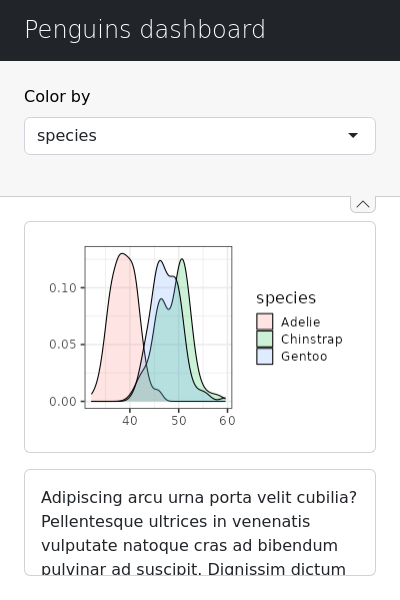 Penguins dashboard
Color by
species
0.10
0.05
0.00
40 50 60
species
Adelie
Chinstrap
Gentoo
Adipiscing arcu urna porta velit cubilia?
Pellentesque ultrices in venenatis
vulputate natoque cras ad bibendum
pulvinar ad suscipit. Dignissim dictum